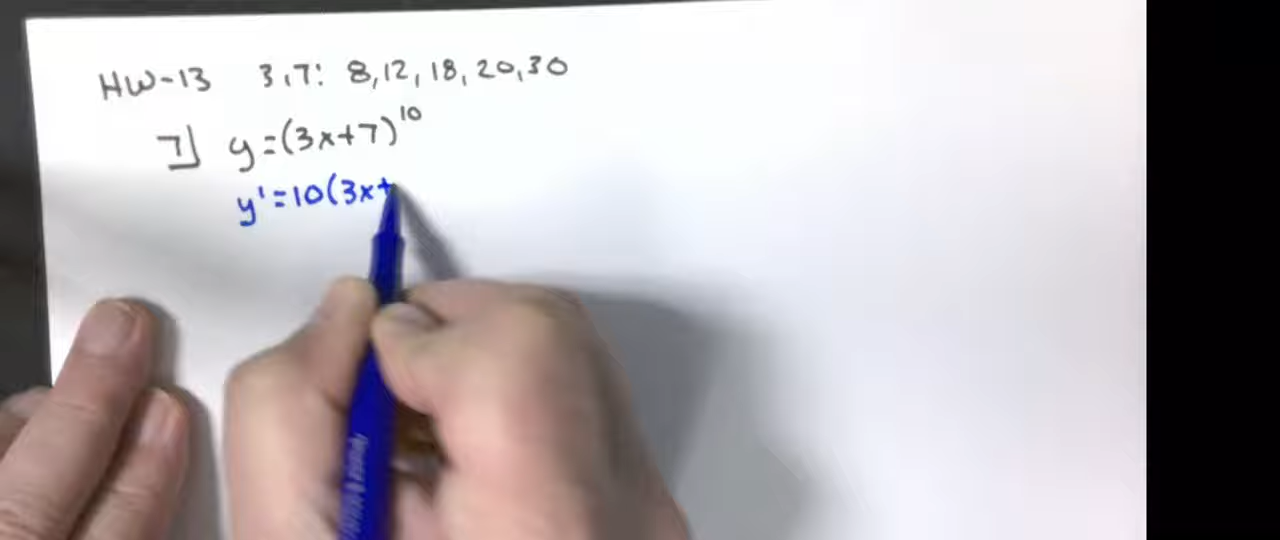 HW-13 3.7: 8, 12, 18, 20, 30
7] y=(3x+7)^10
y'=10(3x+